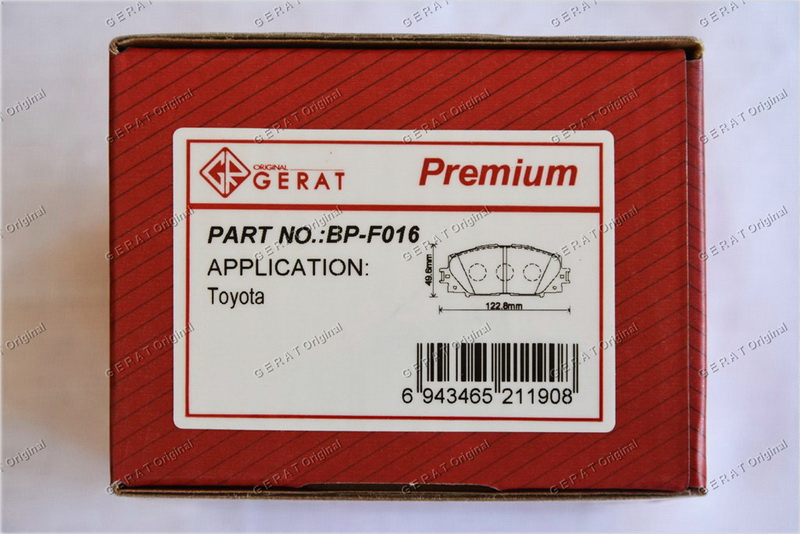 ORIGINAL
GERAT
Premium
PART NO.:BP-F016
APPLICATION:
Toyota
49.6mm
122.8mm
6 943465 211908
GERAT Original